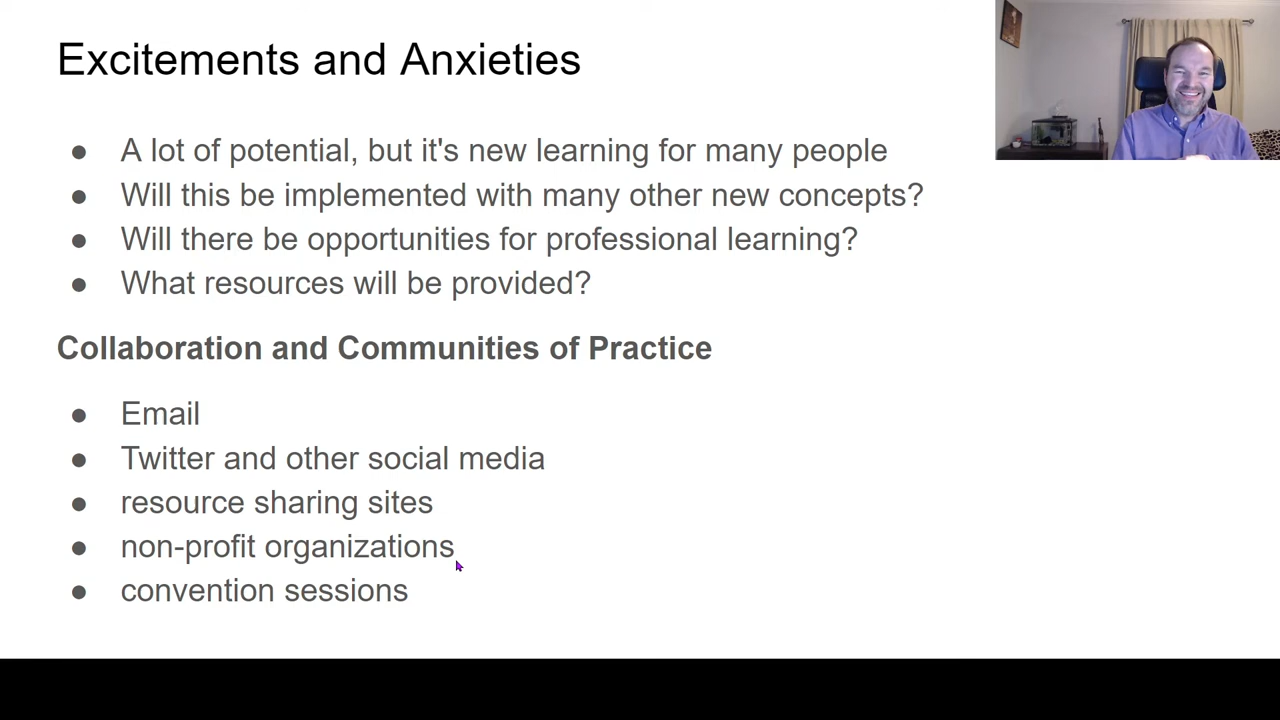 Excitements and Anxieties
● A lot of potential, but it's new learning for many people
● Will this be implemented with many other new concepts?
● Will there be opportunities for professional learning?
● What resources will be provided?
Collaboration and Communities of Practice
● Email
● Twitter and other social media
● resource sharing sites
● non-profit organizations
● convention sessions